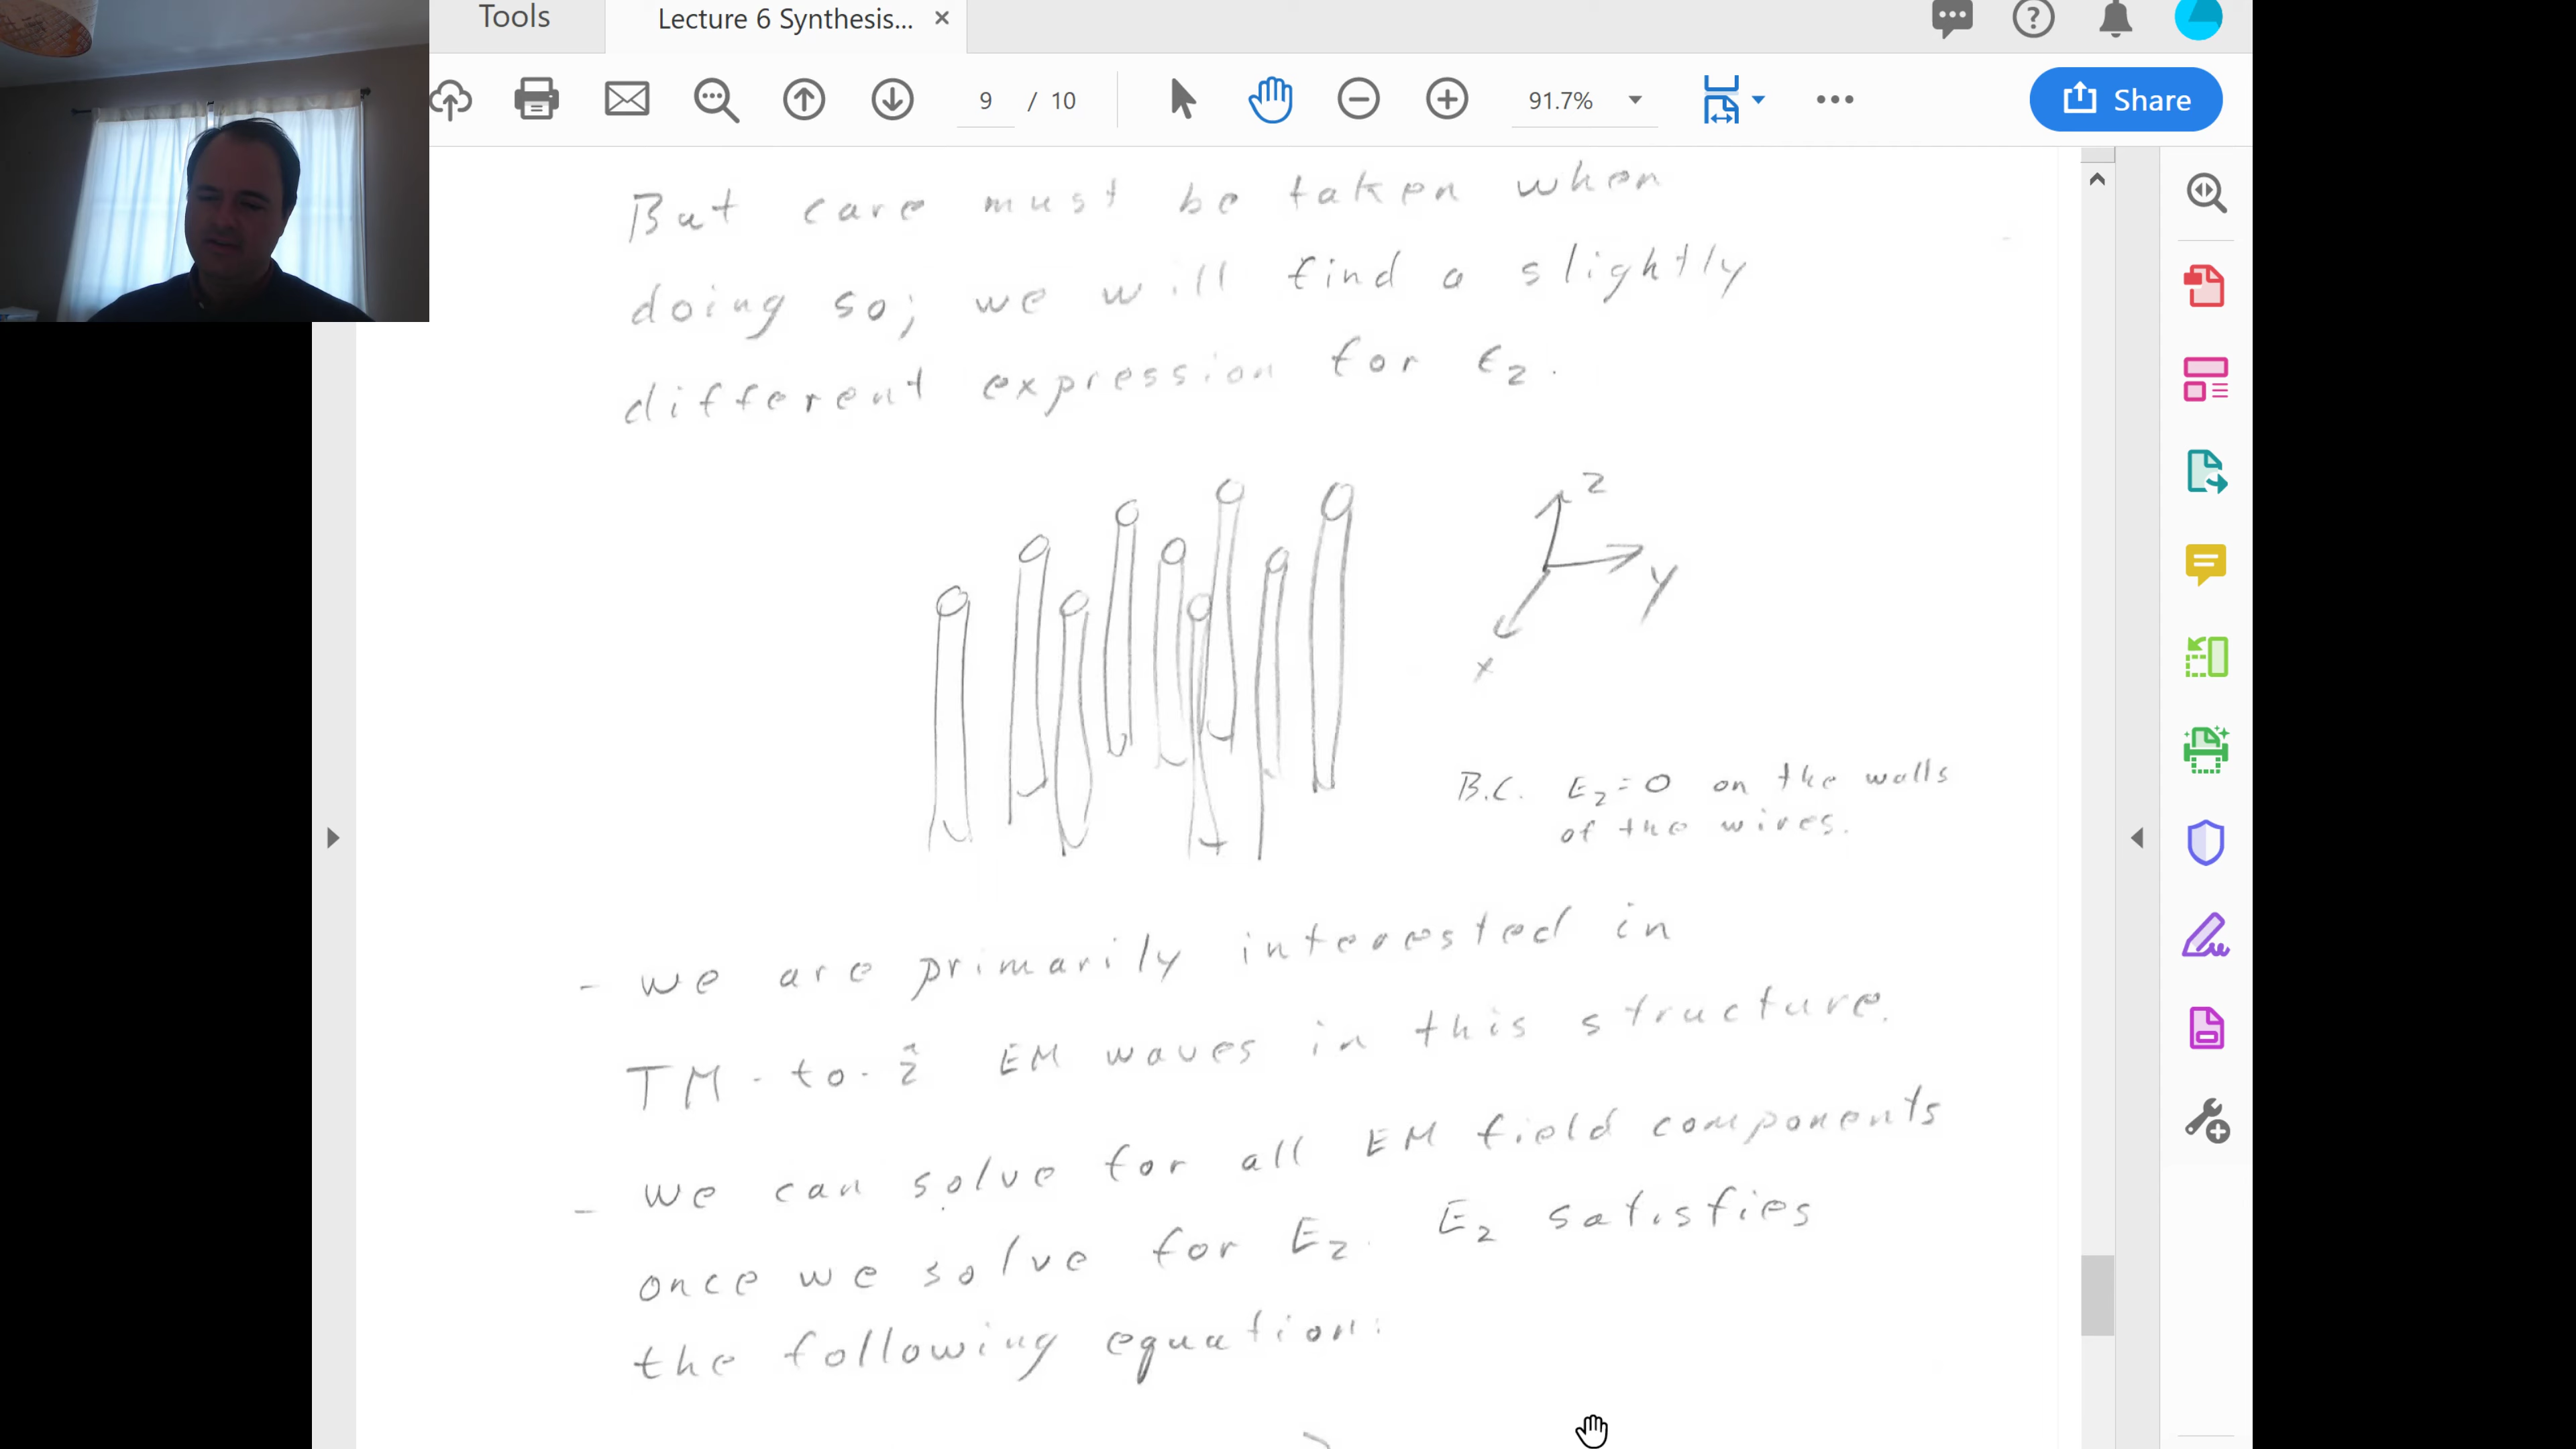 Tools
Lecture 6 Synthesis...
9 / 10
91.7%
Share
But care must be taken when
doing so; we will find a slightly
different expression for ϵz.
z
y
x
B.C. Ez = 0 on the walls
of the wires.
- we are primarily interested in
TM-to-ẑ EM waves in this structure.
- we can solve for all EM field components
once we solve for Ez. Ez satisfies
the following equation: